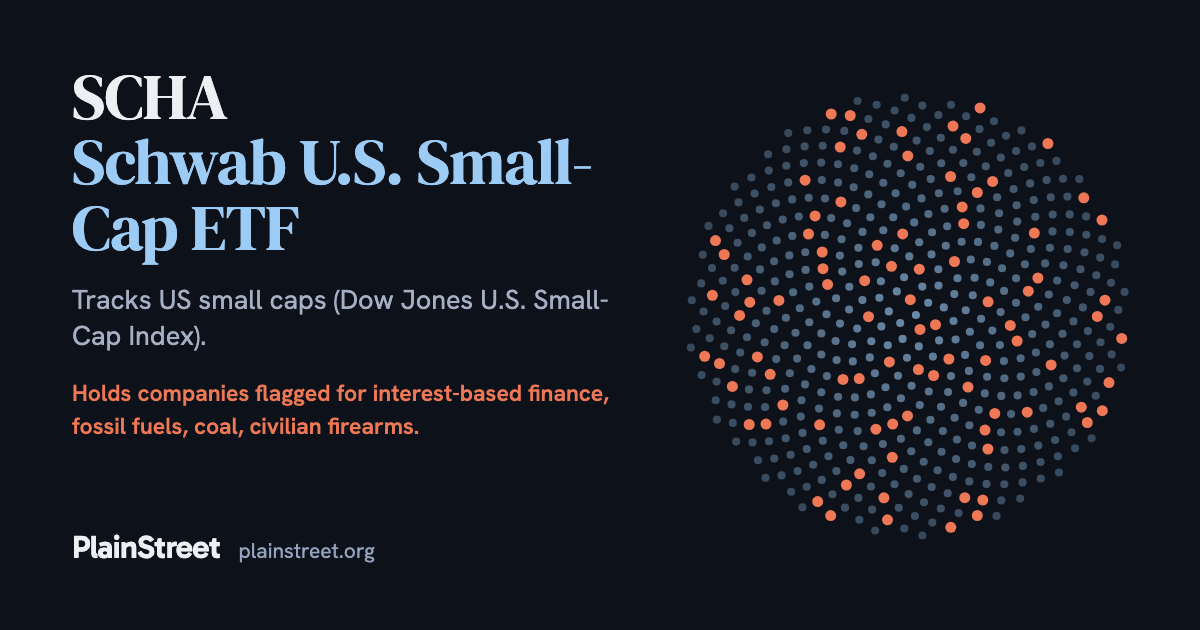 SCHA
Schwab U.S. Small-
Cap ETF
Tracks US small caps (Dow Jones U.S. Small-
Cap Index).
Holds companies flagged for interest-based finance,
fossil fuels, coal, civilian firearms.
PlainStreet plainstreet.org